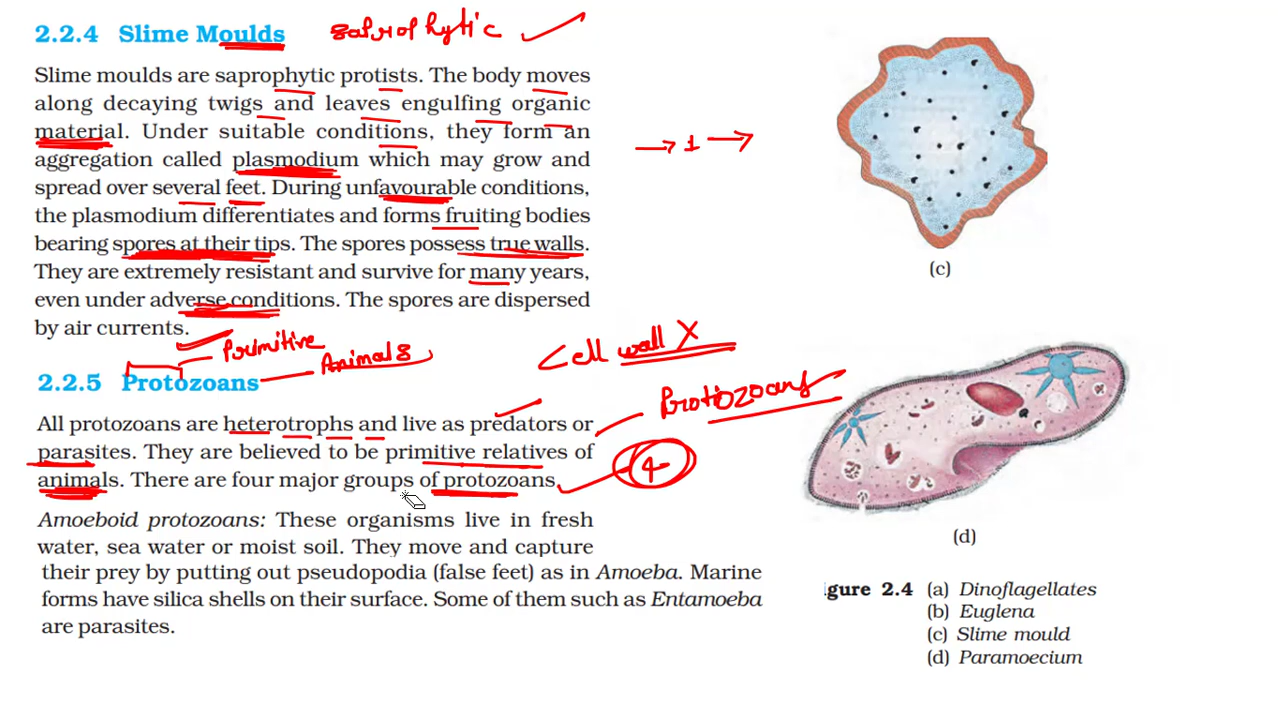 2.2.4 Slime Moulds saprophytic
Slime moulds are saprophytic protists. The body moves
along decaying twigs and leaves engulfing organic
material. Under suitable conditions, they form an
aggregation called plasmodium which may grow and
spread over several feet. During unfavourable conditions,
the plasmodium differentiates and forms fruiting bodies
bearing spores at their tips. The spores possess true walls.
They are extremely resistant and survive for many years,
even under adverse conditions. The spores are dispersed
by air currents.
→ 1 →
(c)
Primitive
Animals
Cell wall X
2.2.5 Protozoans
Protozoans
All protozoans are heterotrophs and live as predators or
parasites. They are believed to be primitive relatives of
animals. There are four major groups of protozoans.
4
Amoeboid protozoans: These organisms live in fresh
water, sea water or moist soil. They move and capture
their prey by putting out pseudopodia (false feet) as in Amoeba. Marine
forms have silica shells on their surface. Some of them such as Entamoeba
are parasites.
(d)
igure 2.4 (a) Dinoflagellates
(b) Euglena
(c) Slime mould
(d) Paramoecium